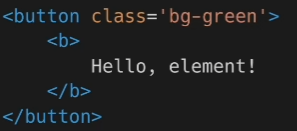 <button class='bg-green'>
    <b>
        Hello, element!
    </b>
</button>